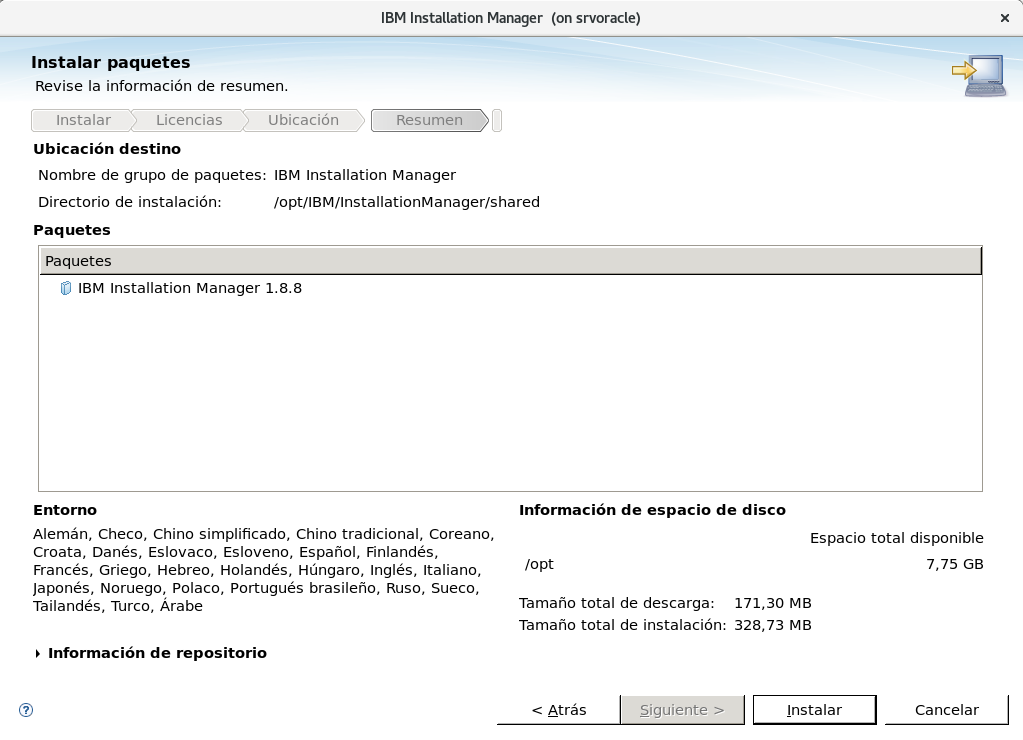 IBM Installation Manager (on srvoracle)
×
Instalar paquetes
Revise la información de resumen.
Instalar Licencias Ubicación Resumen
Ubicación destino
Nombre de grupo de paquetes: IBM Installation Manager
Directorio de instalación: /opt/IBM/InstallationManager/shared
Paquetes
Paquetes
IBM Installation Manager 1.8.8
Entorno
Alemán, Checo, Chino simplificado, Chino tradicional, Coreano,
Croata, Danés, Eslovaco, Esloveno, Español, Finlandés,
Francés, Griego, Hebreo, Holandés, Húngaro, Inglés, Italiano,
Japonés, Noruego, Polaco, Portugués brasileño, Ruso, Sueco,
Tailandés, Turco, Árabe
Información de repositorio
Información de espacio de disco
Espacio total disponible
/opt 7,75 GB
Tamaño total de descarga: 171,30 MB
Tamaño total de instalación: 328,73 MB
? < Atrás Siguiente > Instalar Cancelar